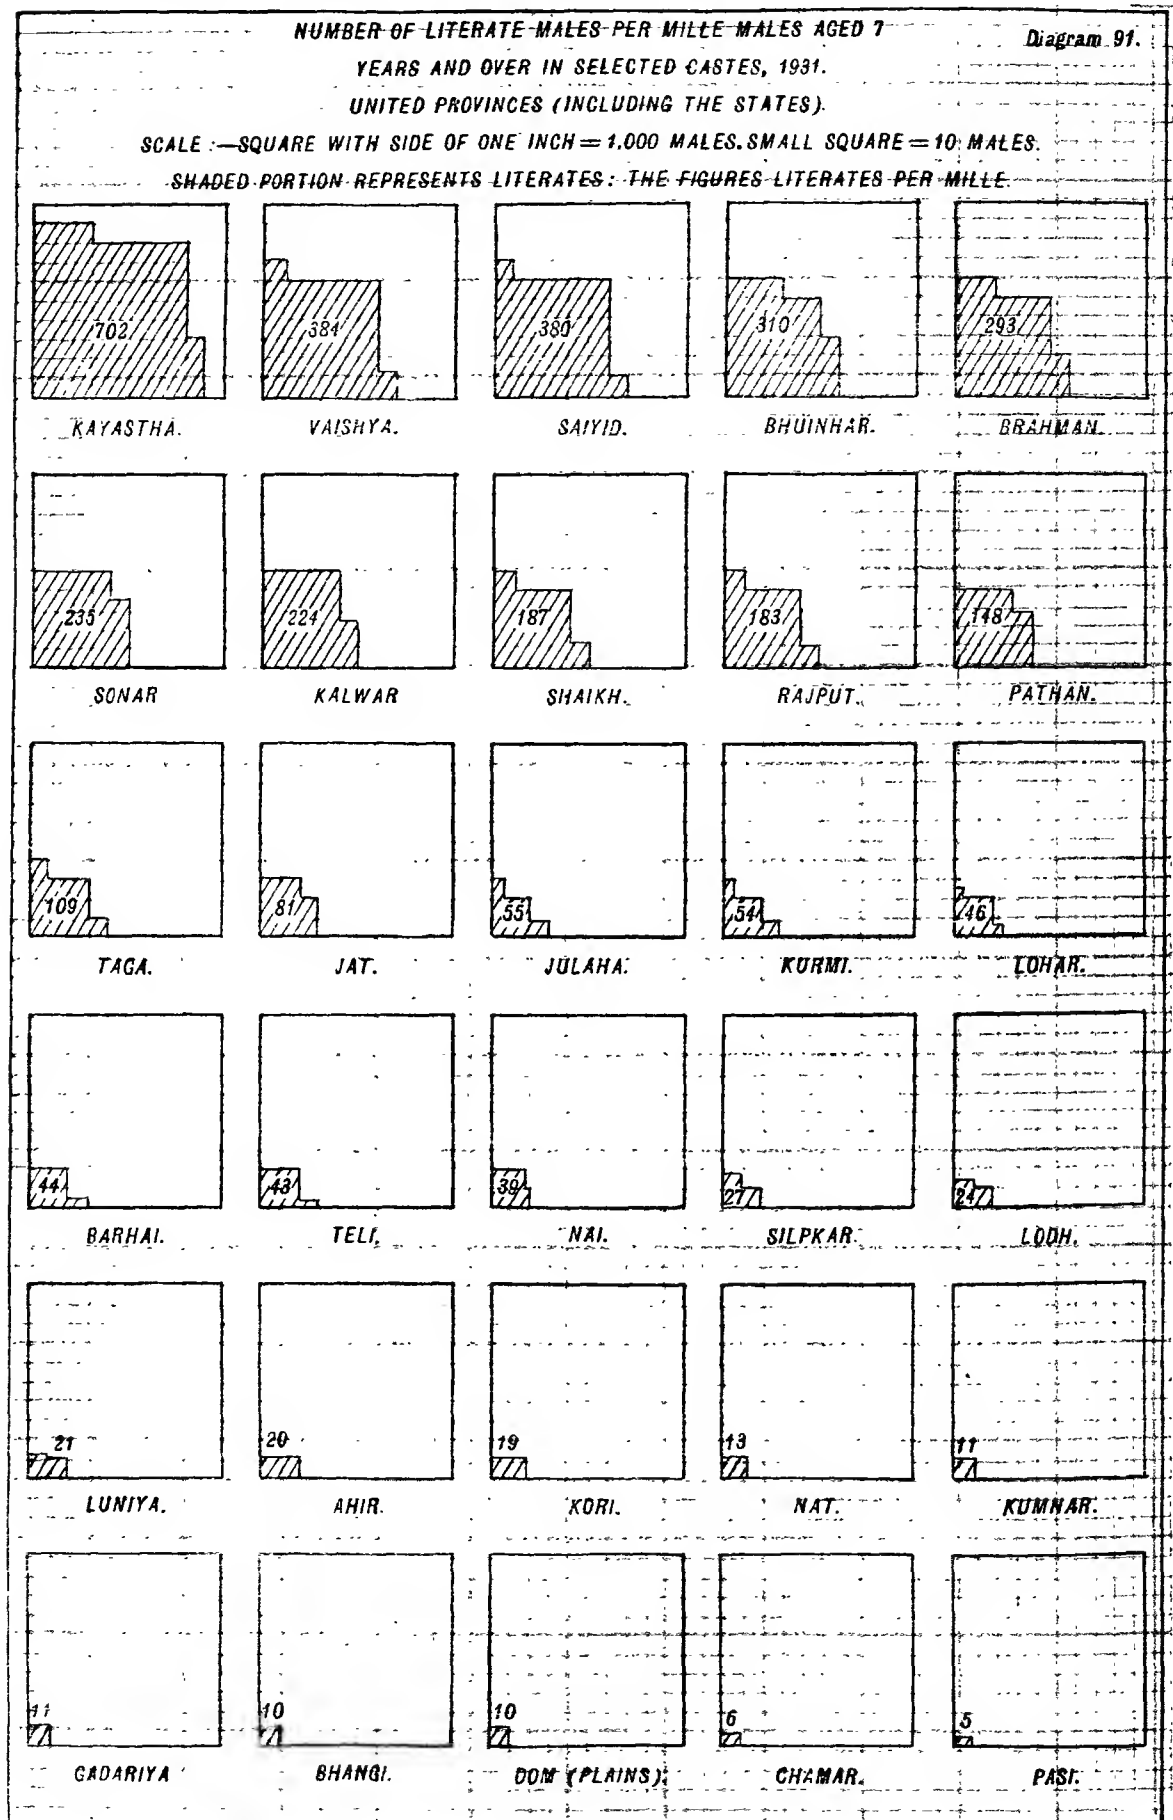 NUMBER OF LITERATE MALES PER MILLE MALES AGED 7
Diagram 91.
YEARS AND OVER IN SELECTED CASTES, 1931.
UNITED PROVINCES (INCLUDING THE STATES).
SCALE :—SQUARE WITH SIDE OF ONE INCH = 1,000 MALES. SMALL SQUARE = 10 MALES.
SHADED PORTION REPRESENTS LITERATES: THE FIGURES LITERATES PER MILLE.
702 384 380 310 293
KAYASTHA. VAISHYA. SAIYID. BHUINHAR. BRAHMAN.
235 224 187 183 148
SONAR KALWAR SHAIKH. RAJPUT. PATHAN.
109 81 55 54 46
TAGA. JAT. JULAHA. KURMI. LOHAR.
44 43 39 27 24
BARHAI. TELI. NAI. SILPKAR. LODH.
21 20 19 13 11
LUNIYA. AHIR. KORI. NAT. KUMHAR.
11 10 10 6 5
GADARIYA BHANGI. DOM (PLAINS). CHAMAR. PASI.